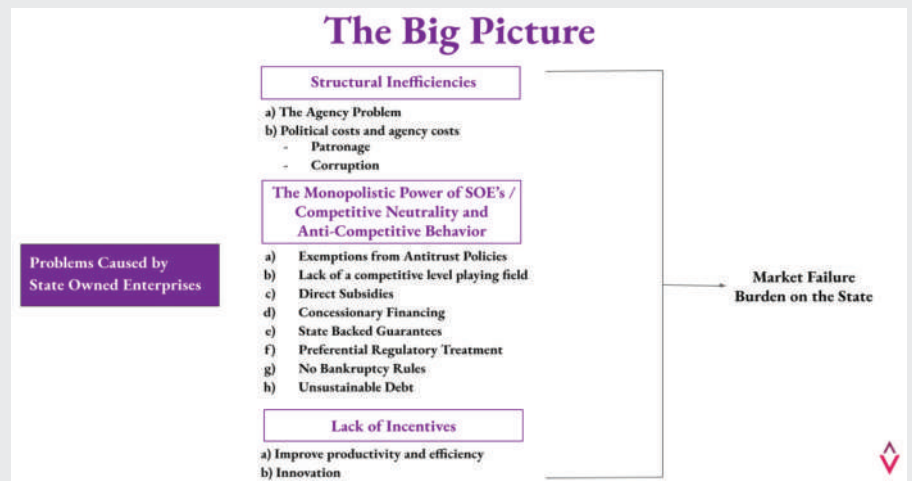 The Big Picture
Structural Inefficiencies
a) The Agency Problem
b) Political costs and agency costs
- Patronage
- Corruption
The Monopolistic Power of SOE's /
Competitive Neutrality and
Anti-Competitive Behavior
Problems Caused by
State Owned Enterprises
a) Exemptions from Antitrust Policies
b) Lack of a competitive level playing field
c) Direct Subsidies
d) Concessionary Financing
e) State Backed Guarantees
f) Preferential Regulatory Treatment
g) No Bankruptcy Rules
h) Unsustainable Debt
Market Failure
Burden on the State
Lack of Incentives
a) Improve productivity and efficiency
b) Innovation